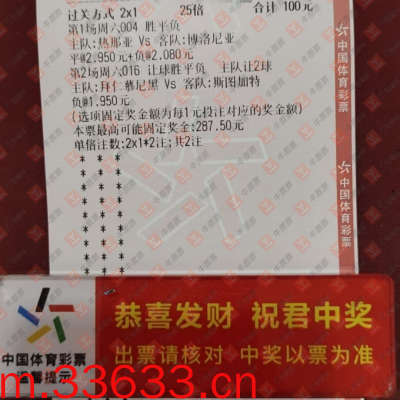 过关方式 2x1 25倍 合计 100元
第1场周六004 胜平负
主队:热那亚 Vs 客队:博洛尼亚
平@2.950元+负@2.080元
第2场周六016 让球胜平负 主队让2球
主队:拜仁慕尼黑 Vs 客队:斯图加特
负@1.950元
(选项固定奖金额为每1元投注对应的奖金额)
本票最高可能固定奖金:287.50元
单倍注数:2x1*2注;共2注
* * *
* * *
* * *
* * *
* * *
* * *
* * *
* * *
* * *
中国体育彩票
中国体育彩票
恭喜发财 祝君中奖
出票请核对 中奖以票为准
中国体育彩票
温馨提示
m.33633.cn